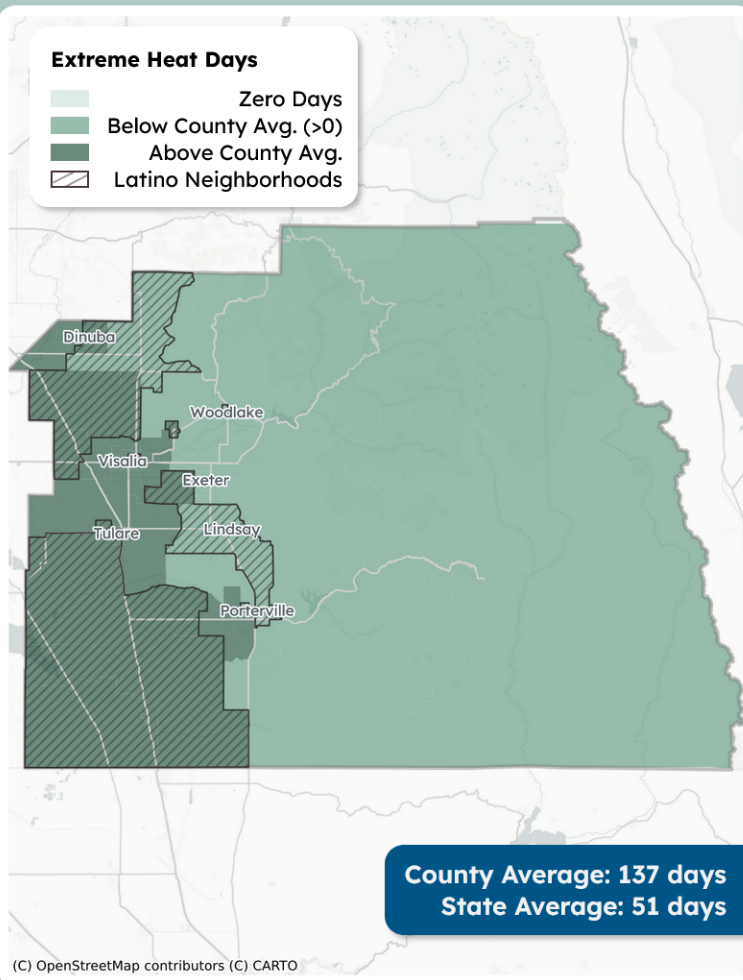 Extreme Heat Days
Zero Days
Below County Avg. (>0)
Above County Avg.
Latino Neighborhoods
Dinuba
Woodlake
Visalia
Exeter
Tulare
Lindsay
Porterville
County Average: 137 days
State Average: 51 days
(C) OpenStreetMap contributors (C) CARTO